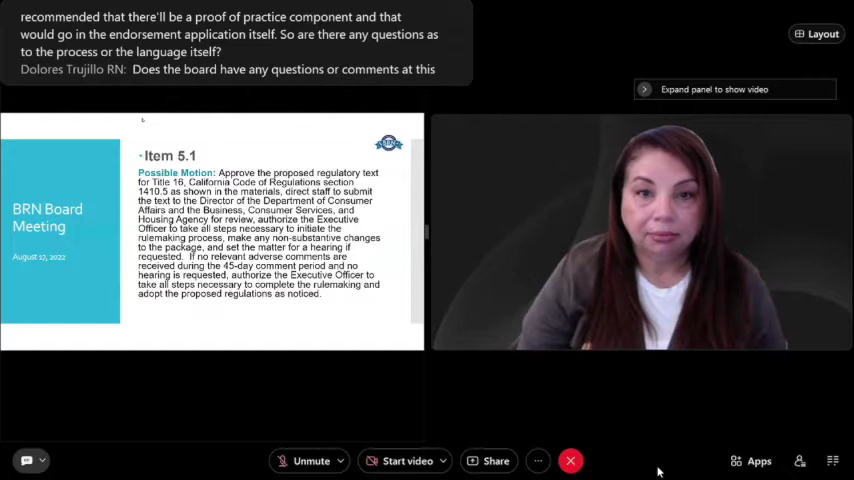 recommended that there'll be a proof of practice component and that
would go in the endorsement application itself. So are there any questions as
to the process or the language itself?
Dolores Trujillo RN: Does the board have any questions or comments at this
Layout
Expand panel to show video
BRN
BRN Board
Meeting
August 17, 2022
Item 5.1
Possible Motion: Approve the proposed regulatory text
for Title 16, California Code of Regulations section
1410.5 as shown in the materials, direct staff to submit
the text to the Director of the Department of Consumer
Affairs and the Business, Consumer Services, and
Housing Agency for review, authorize the Executive
Officer to take all steps necessary to initiate the
rulemaking process, make any non-substantive changes
to the package, and set the matter for a hearing if
requested. If no relevant adverse comments are
received during the 45-day comment period and no
hearing is requested, authorize the Executive Officer to
take all steps necessary to complete the rulemaking and
adopt the proposed regulations as noticed.
Unmute
Start video
Share
Apps